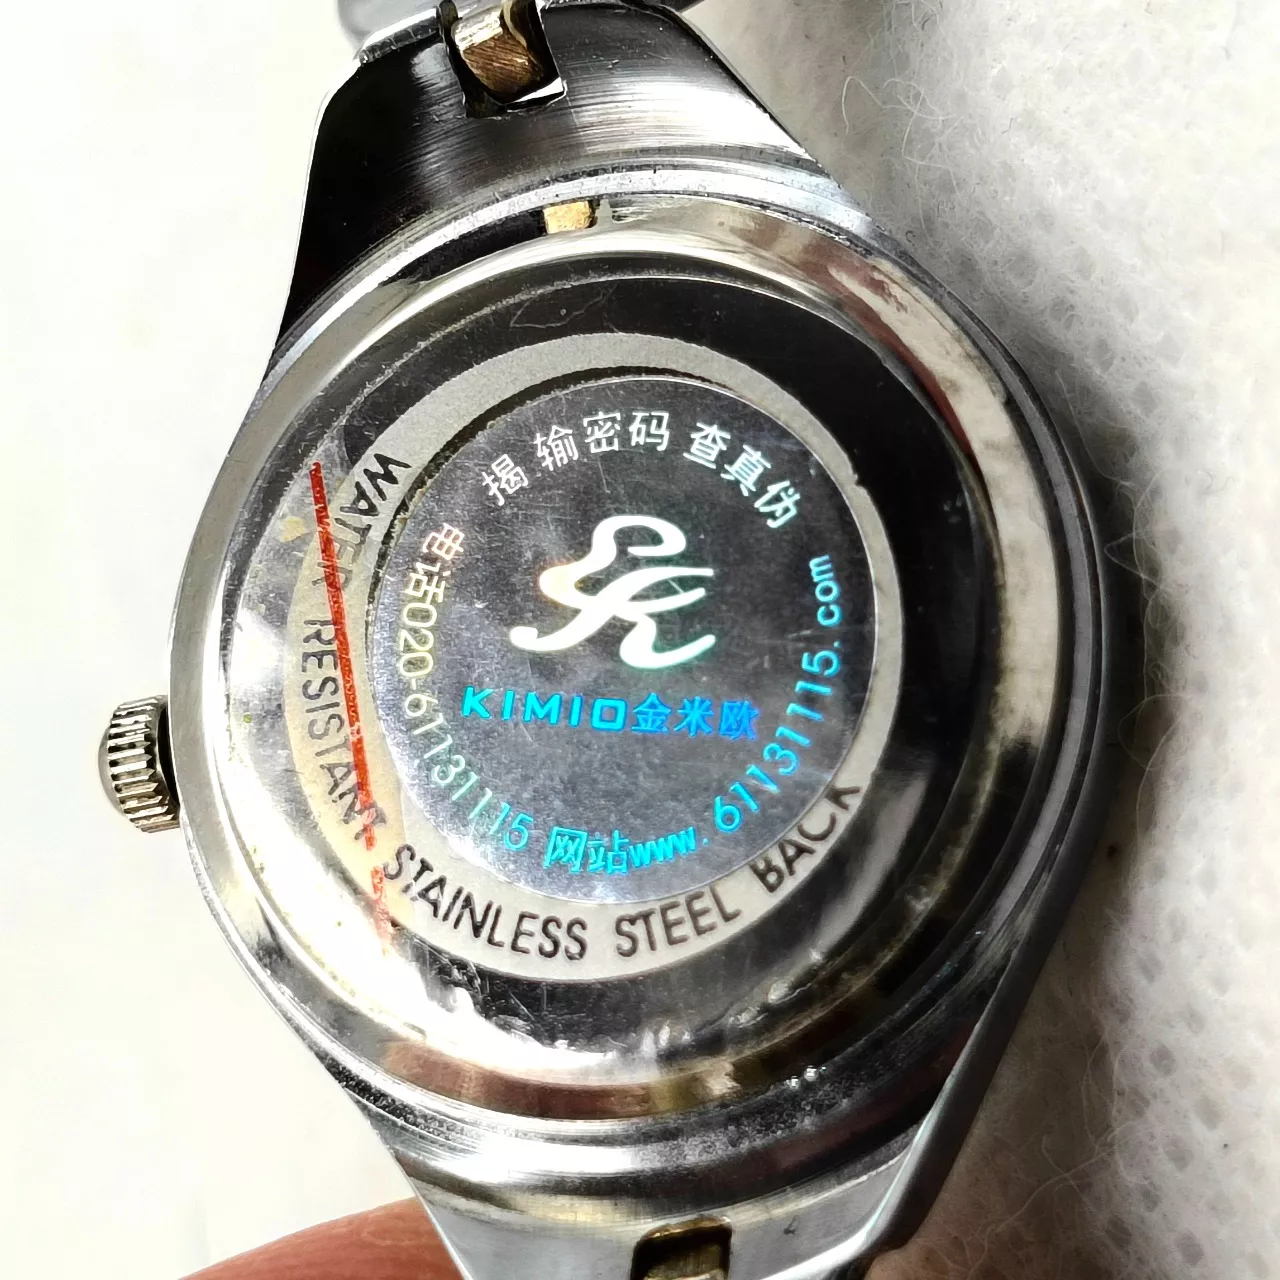 揭 输密码 查真伪
KIMIO金米欧
电话020-61131115 网站www.61131115.com
WATER RESISTANT STAINLESS STEEL BACK